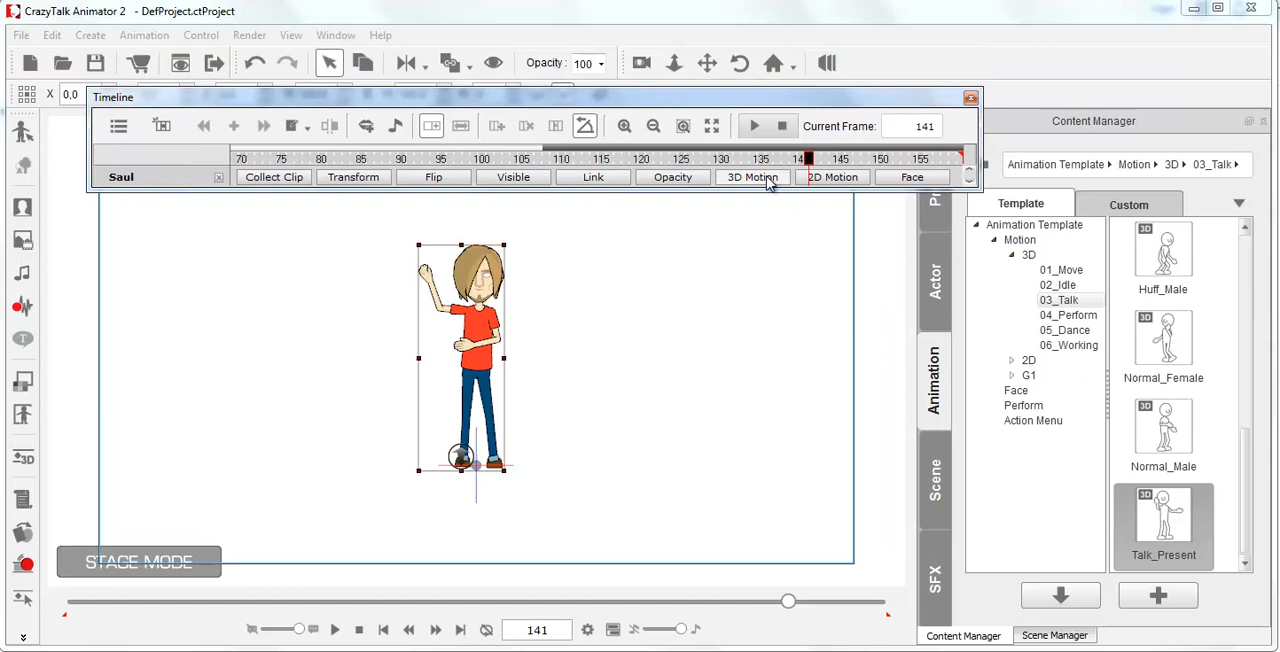 CrazyTalk Animator 2 - DefProject.ctProject
File Edit Create Animation Control Render View Window Help
Opacity : 100
X 0,0
Timeline
Current Frame: 141
70 75 80 85 90 95 100 105 110 115 120 125 130 135 14 145 150 155
Saul Collect Clip Transform Flip Visible Link Opacity 3D Motion 2D Motion Face
Content Manager
Animation Template Motion 3D 03_Talk
Template Custom
Animation Template
Motion
3D
01_Move
02_Idle
03_Talk
04_Perform
05_Dance
06_Working
2D
G1
Face
Perform
Action Menu
3D
Huff_Male
3D
Normal_Female
3D
Normal_Male
3D
Talk_Present
Actor
Animation
Scene
SFX
+3D
STAGE MODE
141
Content Manager Scene Manager